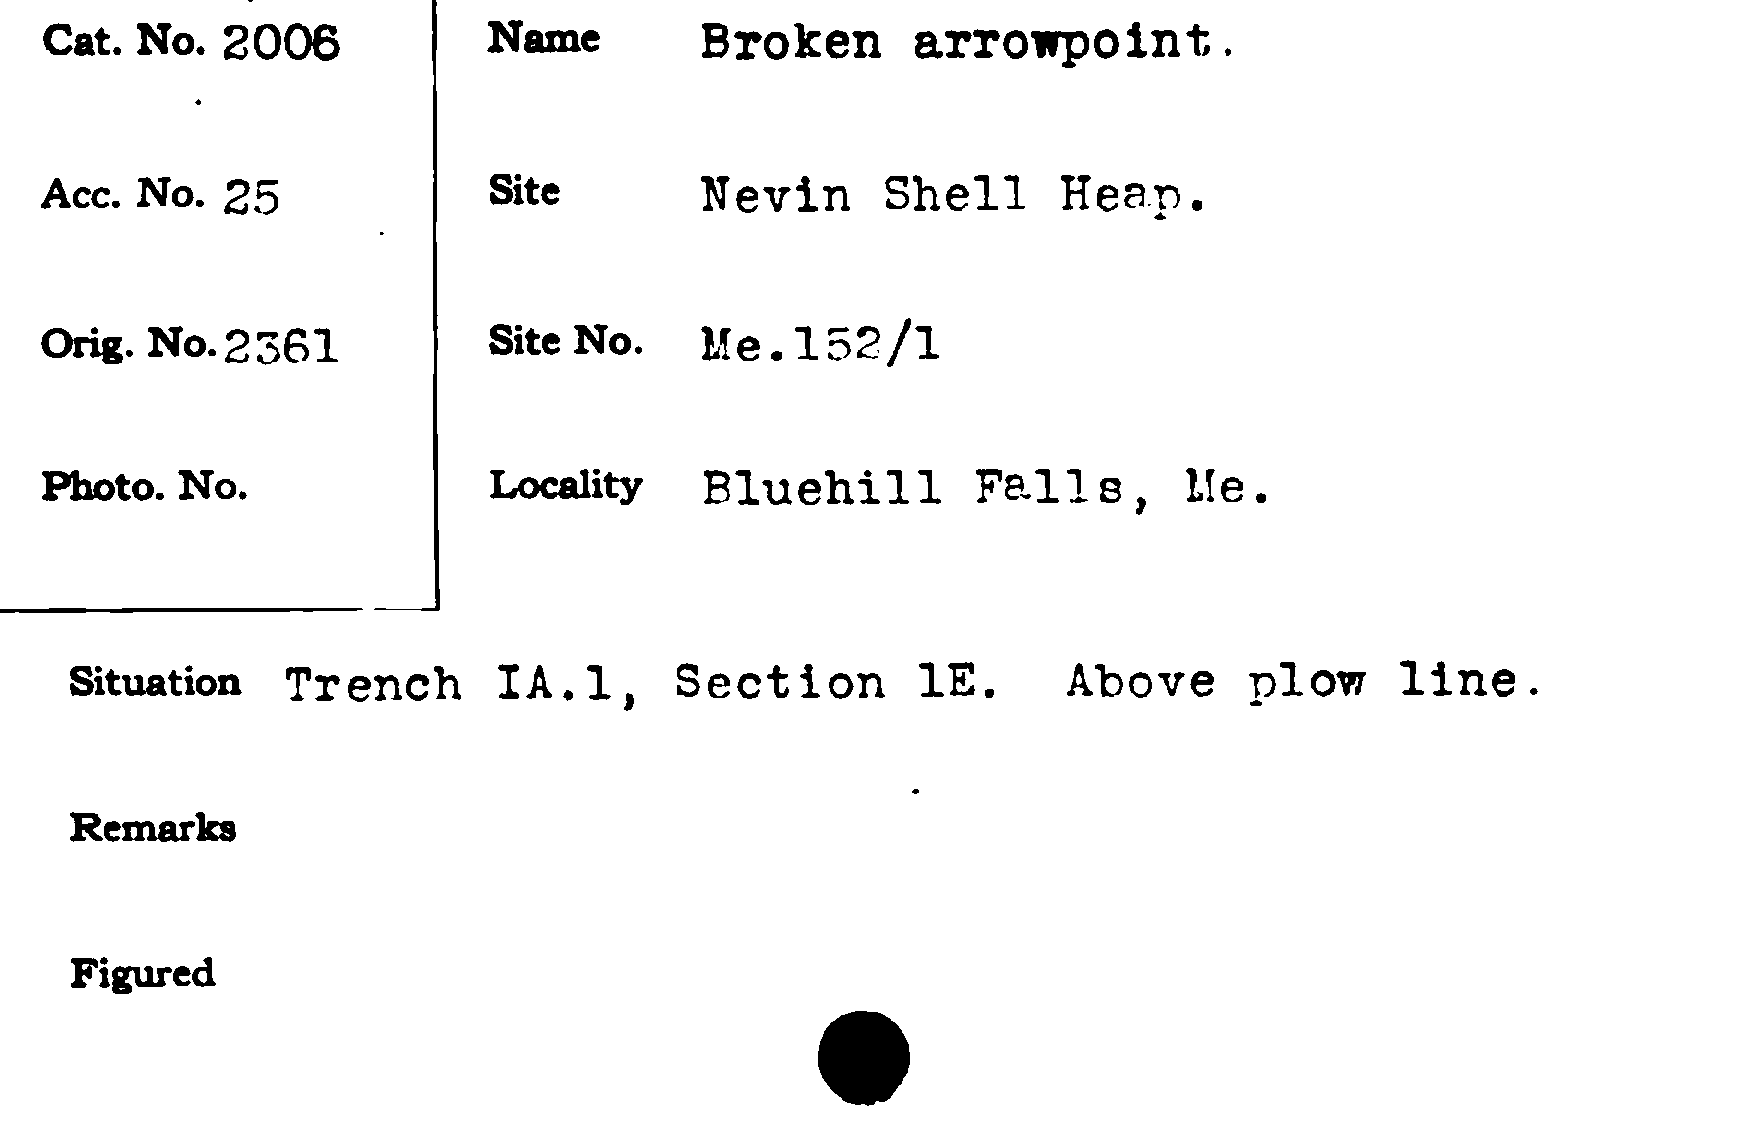 Cat. No. 2006
Name Broken arrowpoint.
Acc. No. 25
Site Nevin Shell Heap.
Orig. No. 2361
Site No. Me.152/1
Photo. No.
Locality Bluehill Falls, Me.
Situation Trench IA.1, Section 1E. Above plow line.
Remarks
Figured